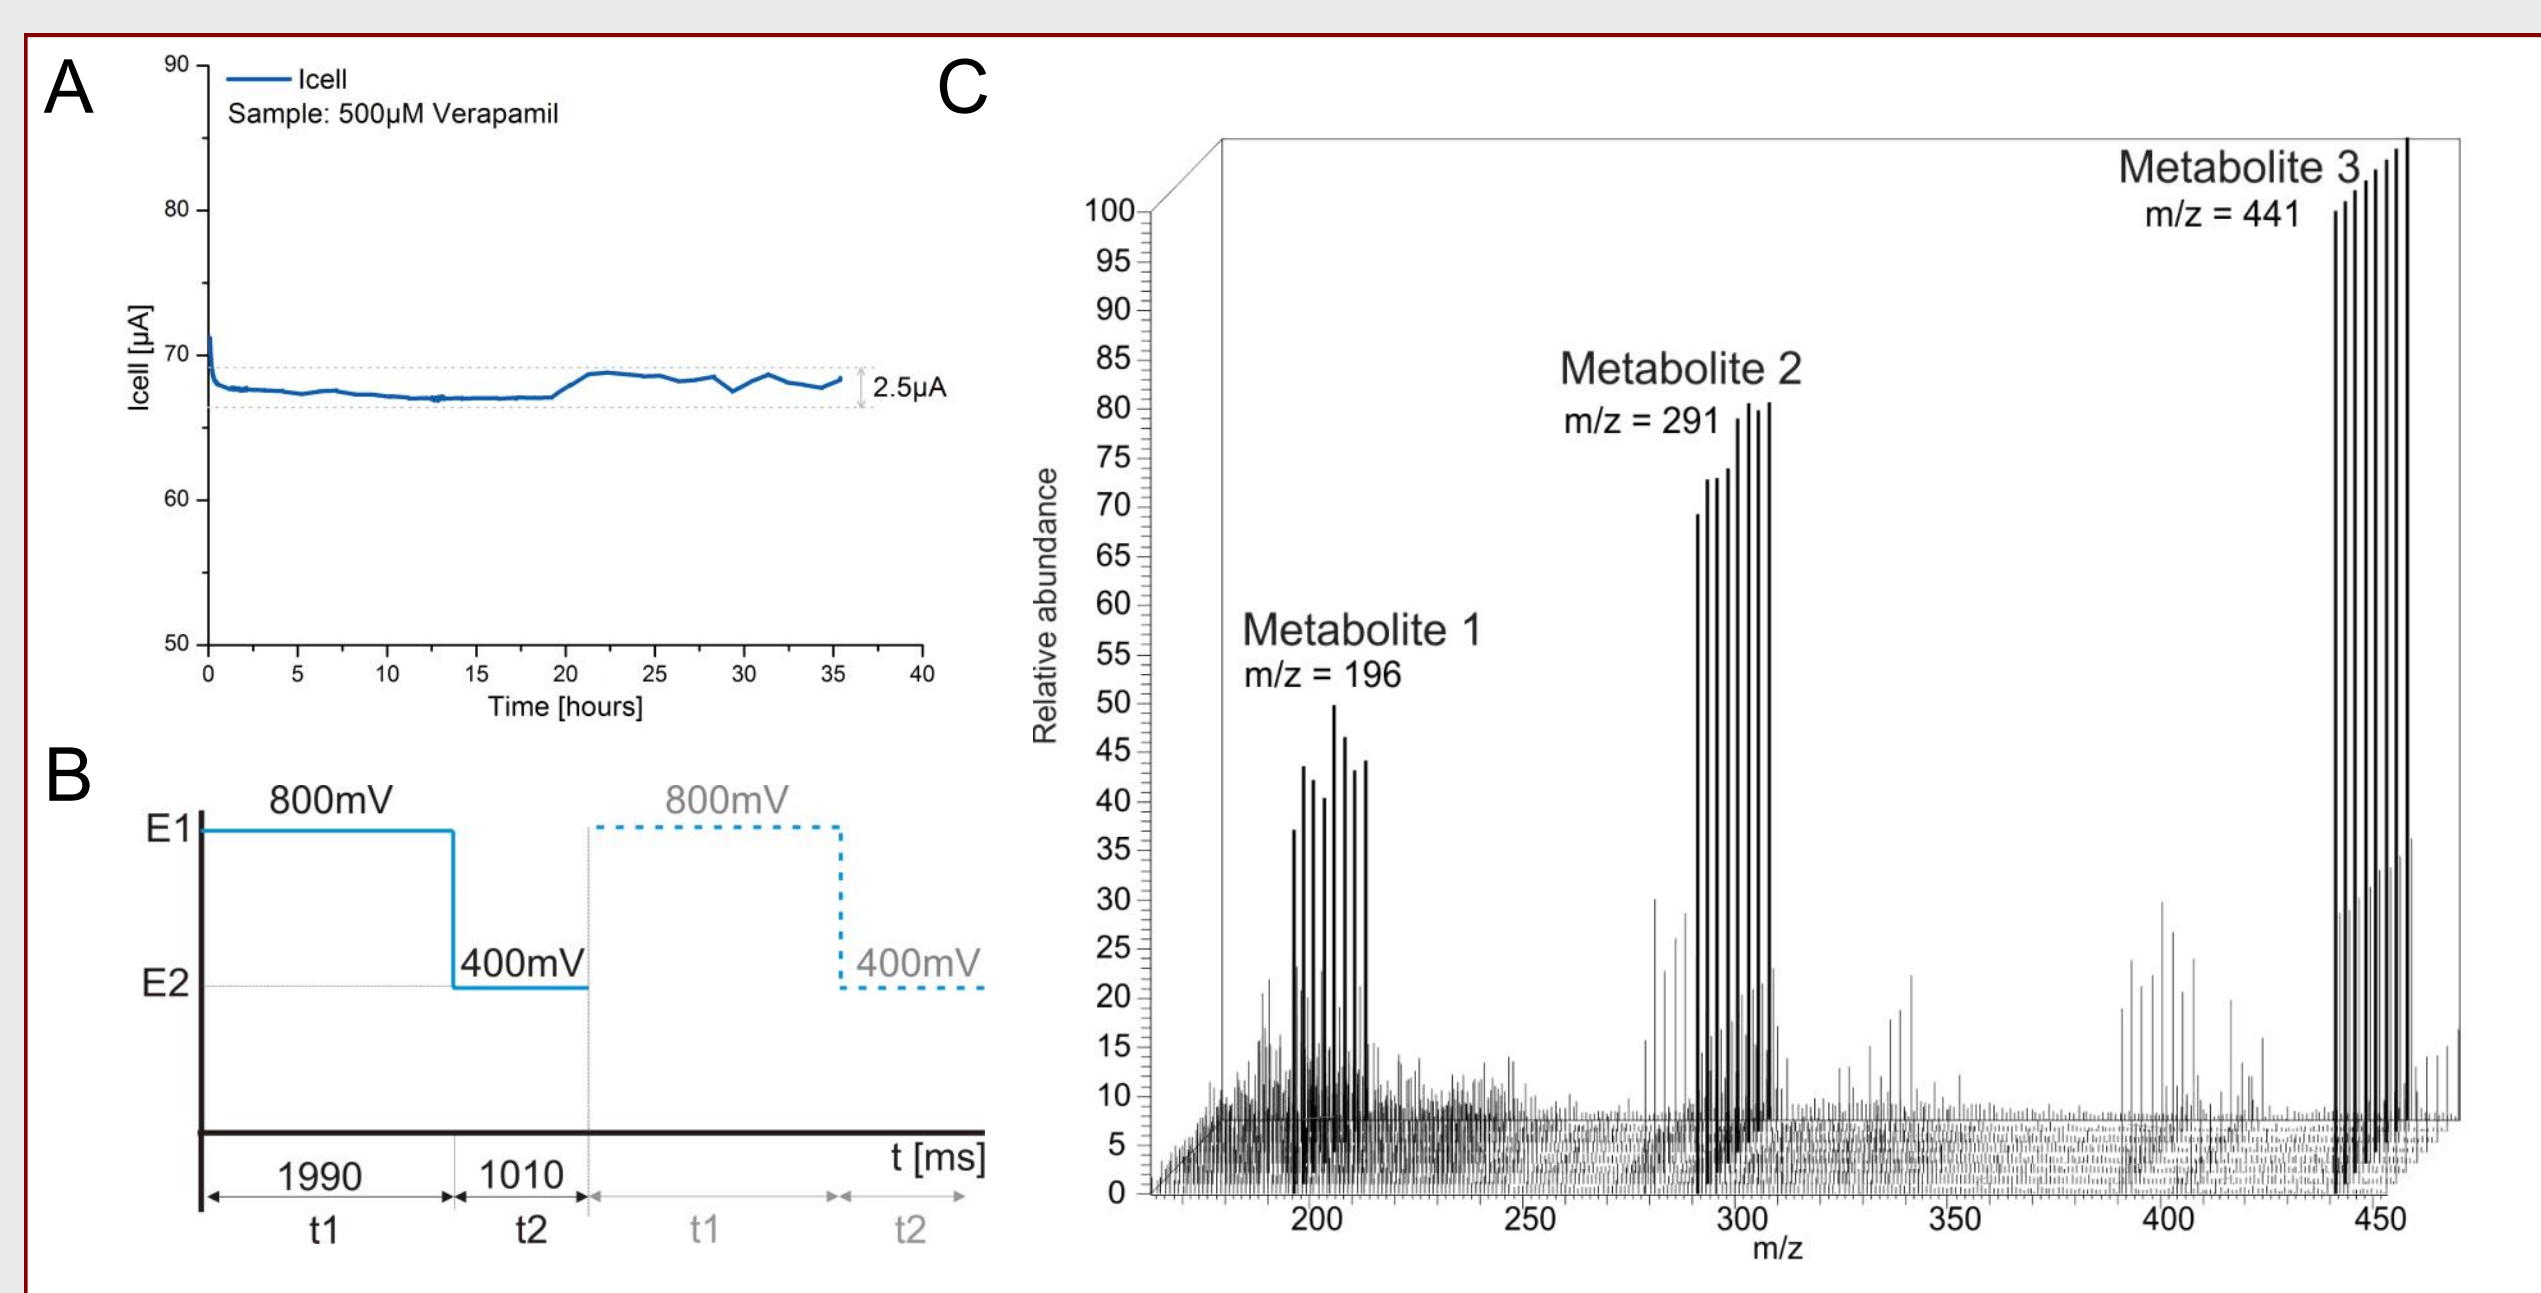 A
90
Icell
Sample: 500µM Verapamil
80
70
60
50
Icell [µA]
2.5µA
0 5 10 15 20 25 30 35 40
Time [hours]
B
800mV 800mV
E1
400mV 400mV
E2
t [ms]
1990 1010
t1 t2 t1 t2
C
Metabolite 3
m/z = 441
Metabolite 2
m/z = 291
Metabolite 1
m/z = 196
Relative abundance
100
95
90
85
80
75
70
65
60
55
50
45
40
35
30
25
20
15
10
5
0
200 250 300 350 400 450
m/z